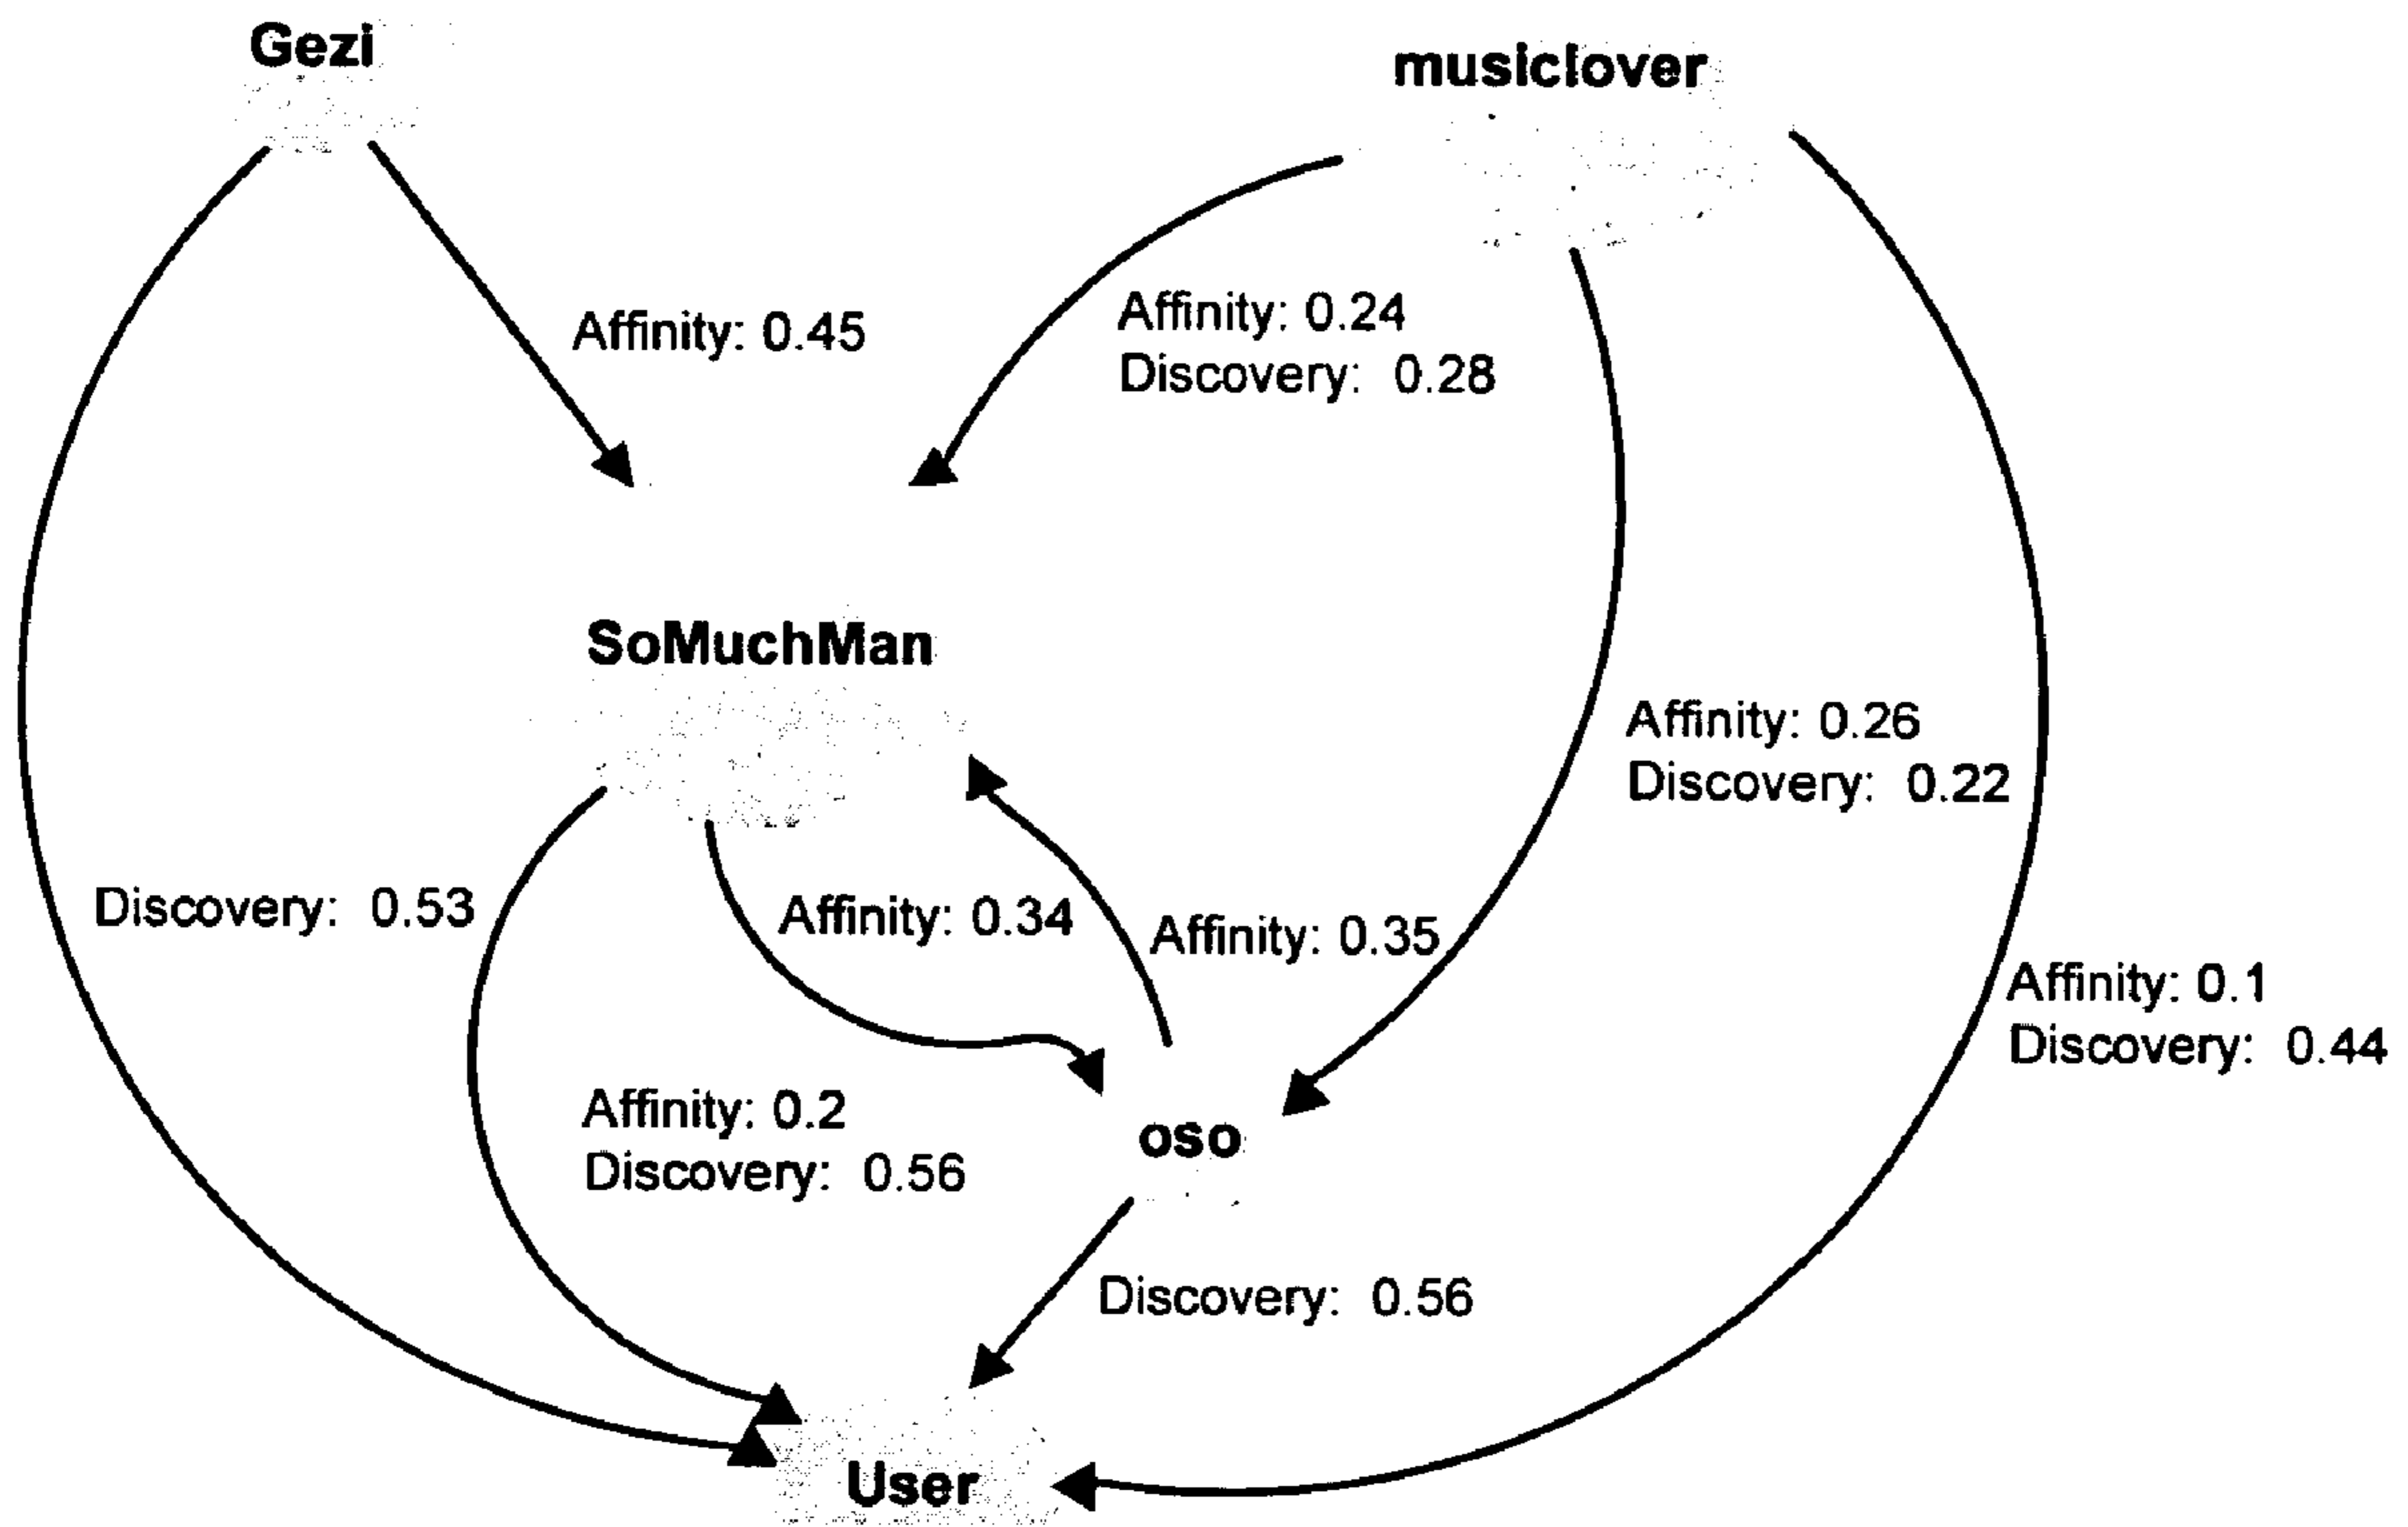 Gezi
musiclover
Affinity: 0.45
Affinity: 0.24
Discovery: 0.28
SoMuchMan
Affinity: 0.26
Discovery: 0.22
Discovery: 0.53
Affinity: 0.34
Affinity: 0.35
Affinity: 0.1
Discovery: 0.44
Affinity: 0.2
Discovery: 0.56
oso
Discovery: 0.56
User